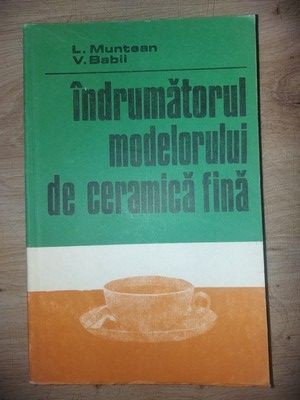 L. Muntean
V. Babii
îndrumătorul
modelorului
de ceramică fină